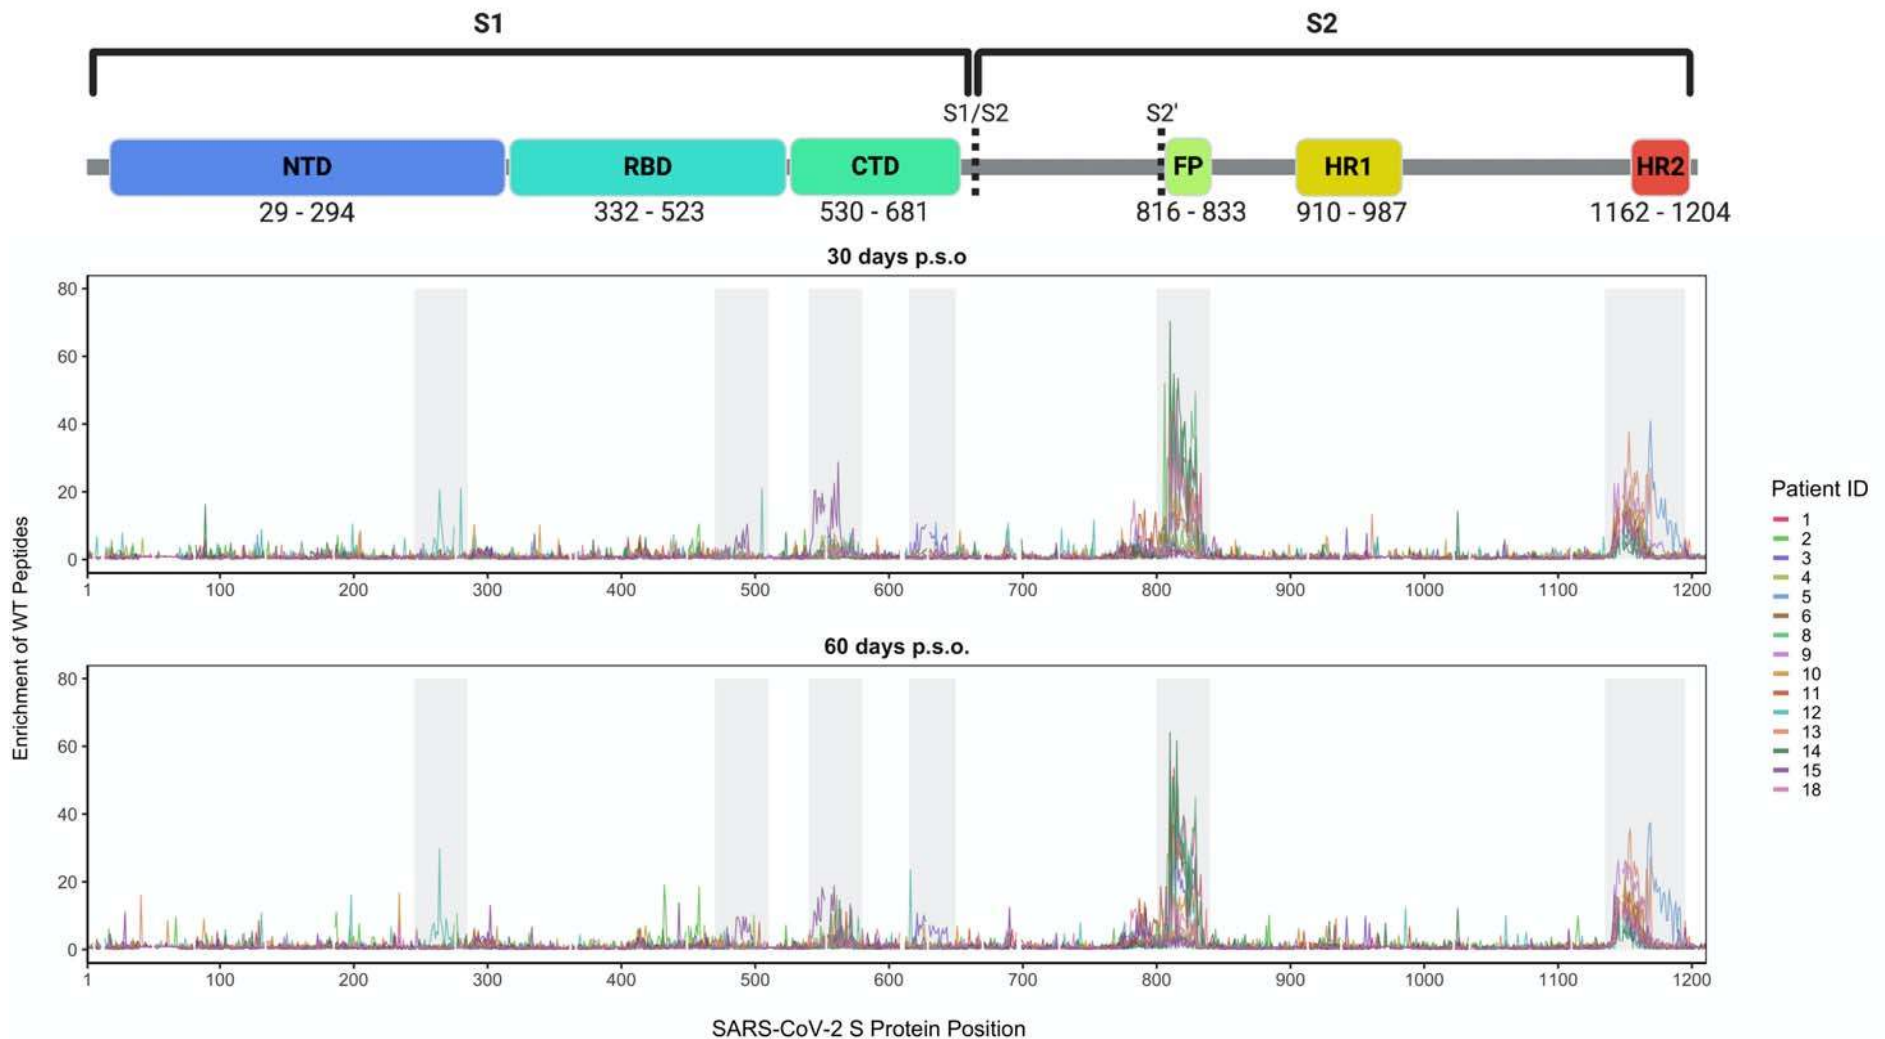 S1 S2
S1/S2 S2'
NTD RBD CTD FP HR1 HR2
29 - 294 332 - 523 530 - 681 816 - 833 910 - 987 1162 - 1204
30 days p.s.o
80
60
40
20
0
1 100 200 300 400 500 600 700 800 900 1000 1100 1200
60 days p.s.o.
80
60
40
20
0
1 100 200 300 400 500 600 700 800 900 1000 1100 1200
Enrichment of WT Peptides
SARS-CoV-2 S Protein Position
Patient ID
1
2
3
4
5
6
8
9
10
11
12
13
14
15
18